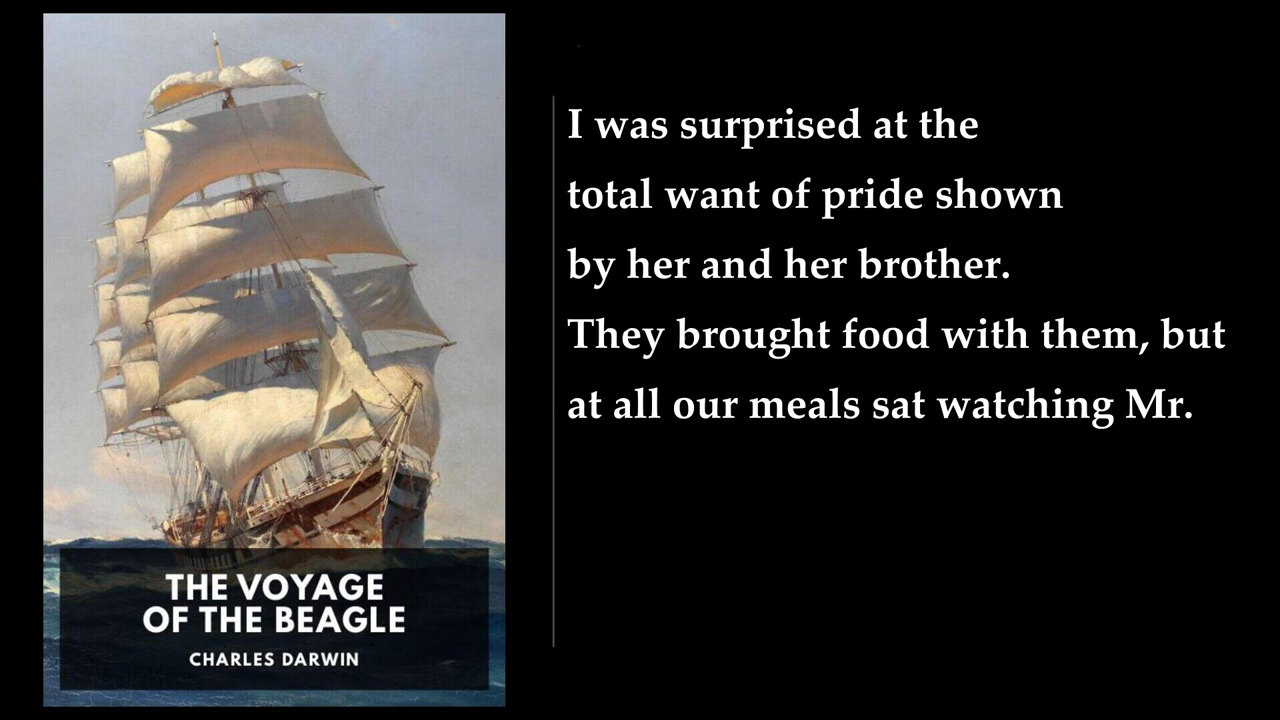 THE VOYAGE
OF THE BEAGLE
CHARLES DARWIN
I was surprised at the
total want of pride shown
by her and her brother.
They brought food with them, but
at all our meals sat watching Mr.